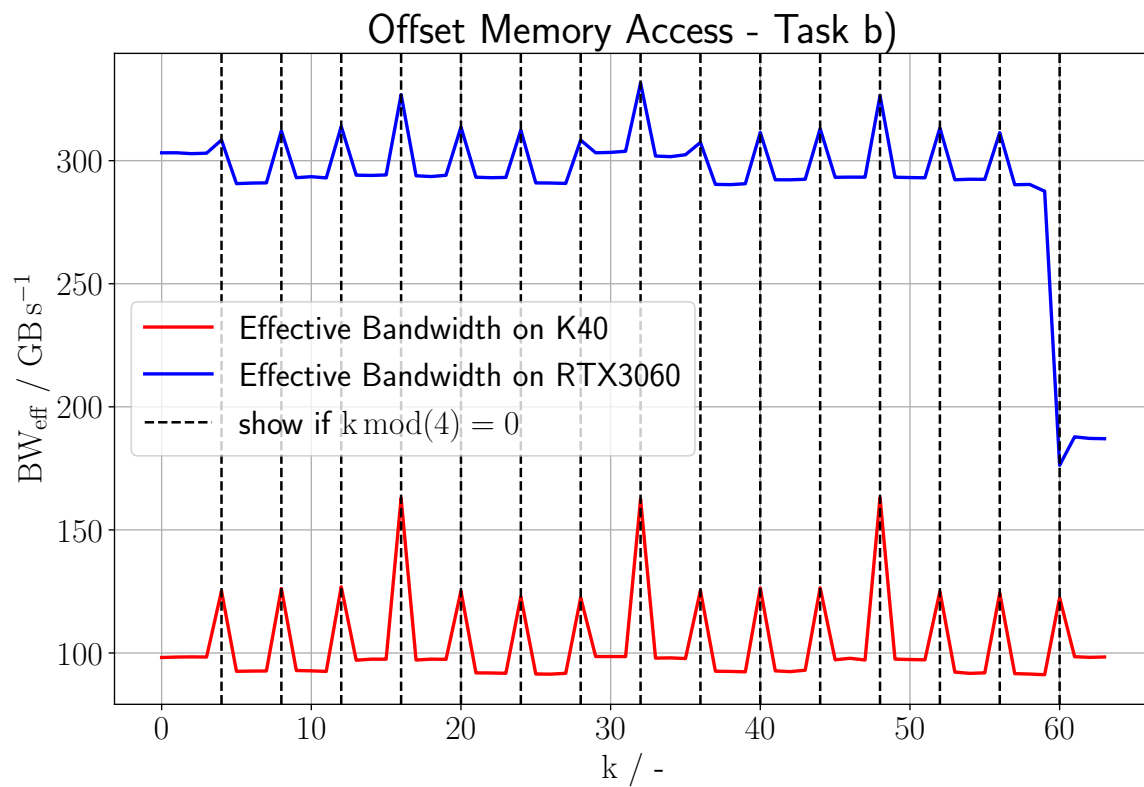 Offset Memory Access - Task b)
300
250
200
150
100
BW_eff / GB s⁻¹
Effective Bandwidth on K40
Effective Bandwidth on RTX3060
show if k mod(4) = 0
0 10 20 30 40 50 60
k / -